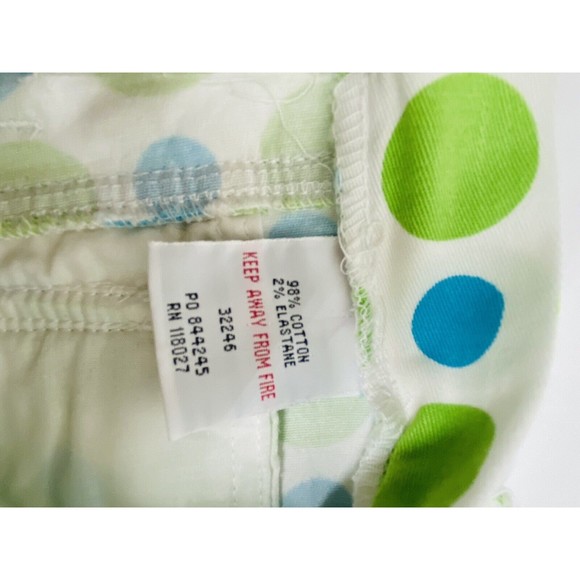 98% COTTON
2% ELASTANE
KEEP AWAY FROM FIRE
32246
PO 844245
RN 118027